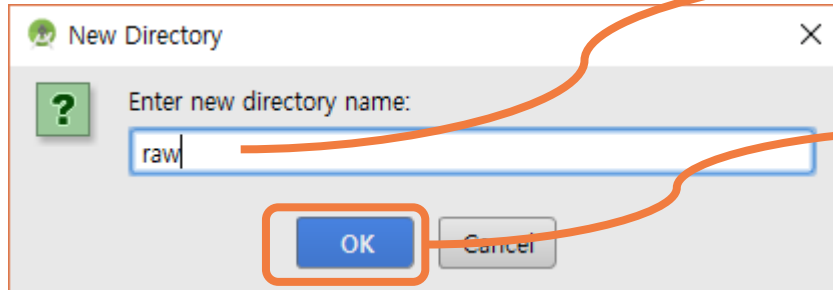 New Directory
Enter new directory name:
raw
OK
Cancel